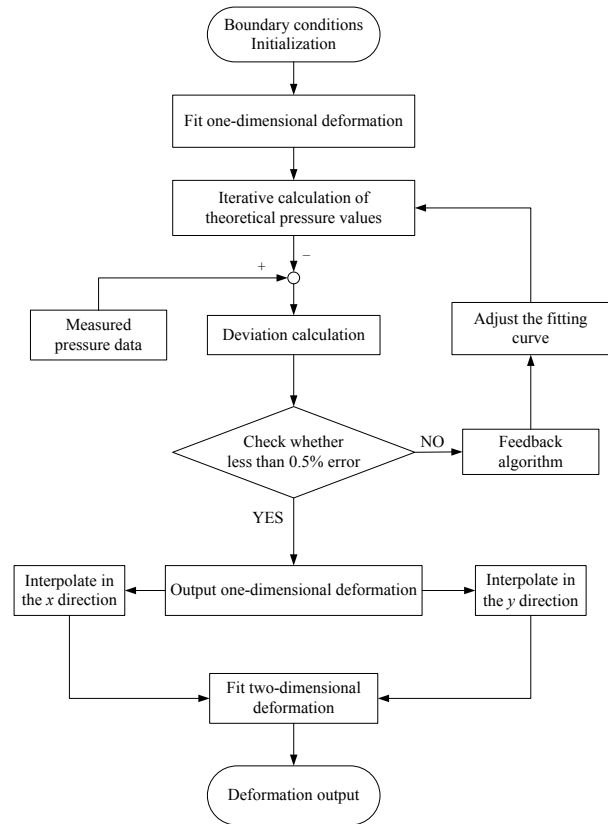 Boundary conditions
Initialization
Fit one-dimensional deformation
Iterative calculation of
theoretical pressure values
+
−
Measured
pressure data
Deviation calculation
Adjust the fitting
curve
Check whether
less than 0.5% error
NO
Feedback
algorithm
YES
Interpolate in
the x direction
Output one-dimensional deformation
Interpolate in
the y direction
Fit two-dimensional
deformation
Deformation output